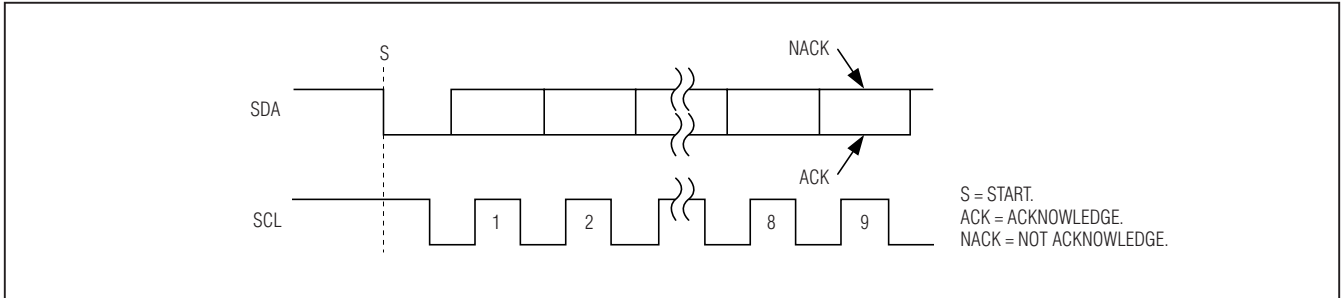 S
NACK
SDA
ACK
SCL
1
2
8
9
S = START.
ACK = ACKNOWLEDGE.
NACK = NOT ACKNOWLEDGE.